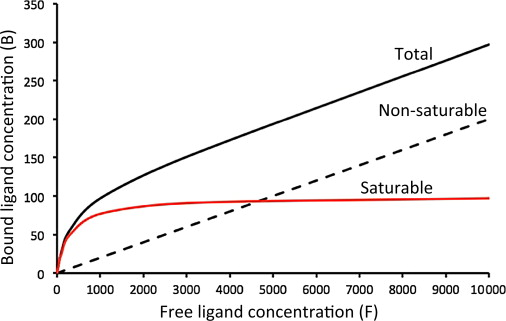 Bound ligand concentration (B)
350
300
250
200
150
100
50
0
Total
Non-saturable
Saturable
0 1000 2000 3000 4000 5000 6000 7000 8000 9000 10000
Free ligand concentration (F)